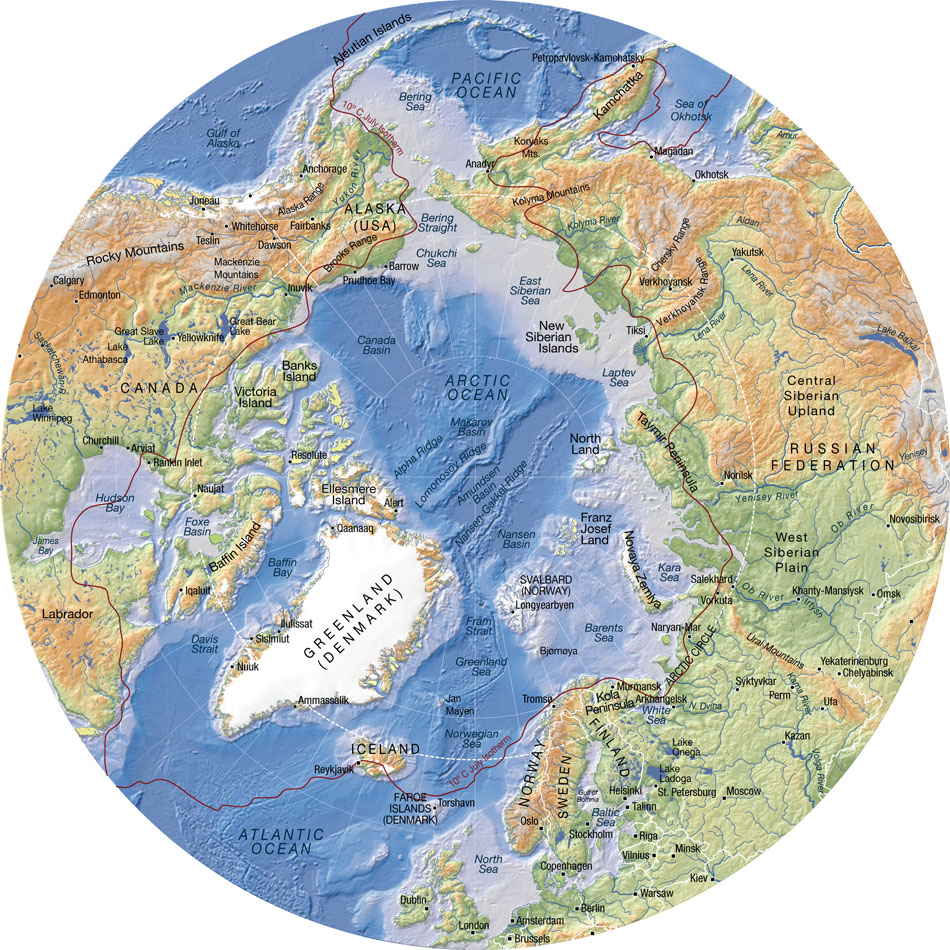 Aleutian Islands
PACIFIC
OCEAN
Petropavlovsk-Kamohatsky
Kamchatka
Bering
Sea
Sea of
Okhotsk
10° C July Isotherm
Gulf of
Alaska
Amur
Koryaks
Mts.
Magadan
Anadyr
Okhotsk
Anchorage
Yukon River
Alaska Range
Juneau
Kolyma Mountains
ALASKA
(USA)
Whitehorse
Fairbanks
Bering
Straight
Kolyma River
Aldan
Teslin
Dawson
Rocky Mountains
Brooks Range
Chukchi
Sea
Chersky Range
Yakutsk
Mackenzie
Mountains
Barrow
Prudhoe Bay
Calgary
Edmonton
Mackenzie River
Inuvik
East
Siberian
Sea
Verkhoyansk
Verkhoyansk Range
Lena River
Great Slave
Lake
Yellowknife
Great Bear
Lake
New
Siberian
Islands
Tiksi
Lena River
Lake Baikal
Saskatchewan R.
Lake
Athabasca
Canada
Basin
CANADA
Banks
Island
Victoria
Island
ARCTIC
OCEAN
Laptev
Sea
Central
Siberian
Upland
Lake
Winnipeg
Makarov
Basin
Taymir Peninsula
Churchill
Arviat
Rankin Inlet
Resolute
Alpha Ridge
Lomonosov Ridge
North
Land
RUSSIAN
FEDERATION
Yenisey
Amundsen
Basin
Nansen-Gakkel Ridge
Norilsk
Yenisey River
Hudson
Bay
Naujat
Ellesmere
Island
Alert
Foxe
Basin
Qaanaaq
Nansen
Basin
Franz
Josef
Land
Ob River
Novosibirsk
James
Bay
Baffin Island
Baffin
Bay
Novaya Zemlya
West
Siberian
Plain
Kara
Sea
Iqaluit
GREENLAND
(DENMARK)
SVALBARD
(NORWAY)
Longyearbyen
Salekhard
Vorkuta
Ob River
Khanty-Mansiysk
Irtysh
Omsk
Labrador
Ilulissat
Sisimiut
Davis
Strait
Fram
Strait
Barents
Sea
Naryan-Mar
ARCTIC CIRCLE
Ural Mountains
Bjørnøya
Nuuk
Greenland
Sea
Yekaterinburg
Chelyabinsk
Ammassalik
Jan
Mayen
Tromsø
Kola
Peninsula
Murmansk
Arkhangelsk
White
Sea
N. Dvina
Syktyvkar
Perm
Kama River
Ufa
Norwegian
Sea
ICELAND
Reykjavik
10° C July Isotherm
NORWAY
SWEDEN
FINLAND
Lake
Onega
Lake
Ladoga
Kazan
Volga River
FAROE
ISLANDS
(DENMARK)
Torshavn
Helsinki
St. Petersburg
Moscow
Talinn
Baltic
Sea
ATLANTIC
OCEAN
Oslo
Stockholm
Riga
Vilnius
Minsk
North
Sea
Copenhagen
Kiev
Warsaw
Dublin
Berlin
London
Amsterdam
Brussels